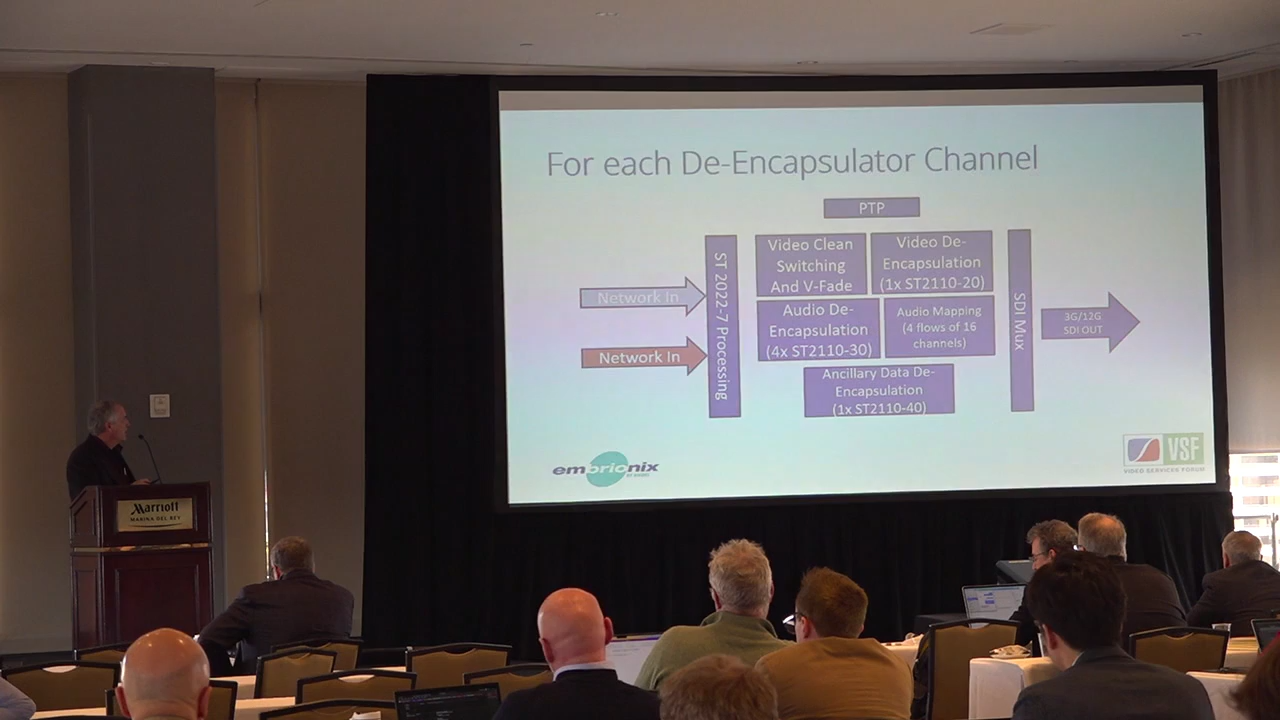 For each De-Encapsulator Channel
PTP
Network In
Network In
ST 2022-7 Processing
Video Clean
Switching
And V-Fade
Video De-
Encapsulation
(1x ST2110-20)
Audio De-
Encapsulation
(4x ST2110-30)
Audio Mapping
(4 flows of 16
channels)
Ancillary Data De-
Encapsulation
(1x ST2110-40)
SDI Mux
3G/12G
SDI OUT
embrionix
VSF
VIDEO SERVICES FORUM
Marriott
MARINA DEL REY